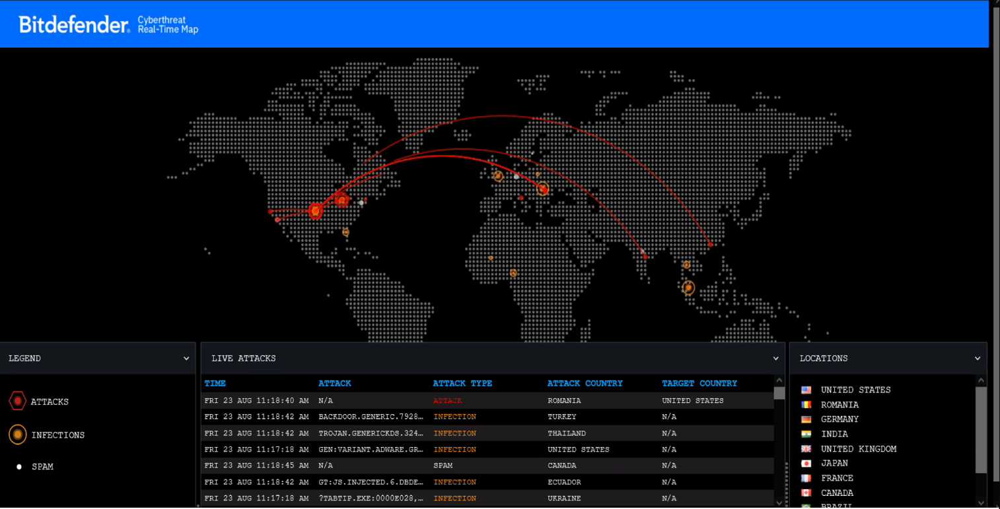 Bitdefender® Cyberthreat
Real-Time Map
LEGEND
ATTACKS
INFECTIONS
SPAM
LIVE ATTACKS
TIME ATTACK ATTACK TYPE ATTACK COUNTRY TARGET COUNTRY
FRI 23 AUG 11:18:40 AM N/A ATTACK ROMANIA UNITED STATES
FRI 23 AUG 11:18:42 AM BACKDOOR.GENERIC.7928… INFECTION TURKEY N/A
FRI 23 AUG 11:18:42 AM TROJAN.GENERICKDS.324… INFECTION THAILAND N/A
FRI 23 AUG 11:17:18 AM GEN:VARIANT.ADWARE.GR… INFECTION UNITED STATES N/A
FRI 23 AUG 11:18:45 AM N/A SPAM CANADA N/A
FRI 23 AUG 11:18:42 AM GT:JS.INJECTED.6.DBDE… INFECTION ECUADOR N/A
FRI 23 AUG 11:17:18 AM ?TABTIP.EXE:0000E028,… INFECTION UKRAINE N/A
LOCATIONS
UNITED STATES
ROMANIA
GERMANY
INDIA
UNITED KINGDOM
JAPAN
FRANCE
CANADA
BRAZIL